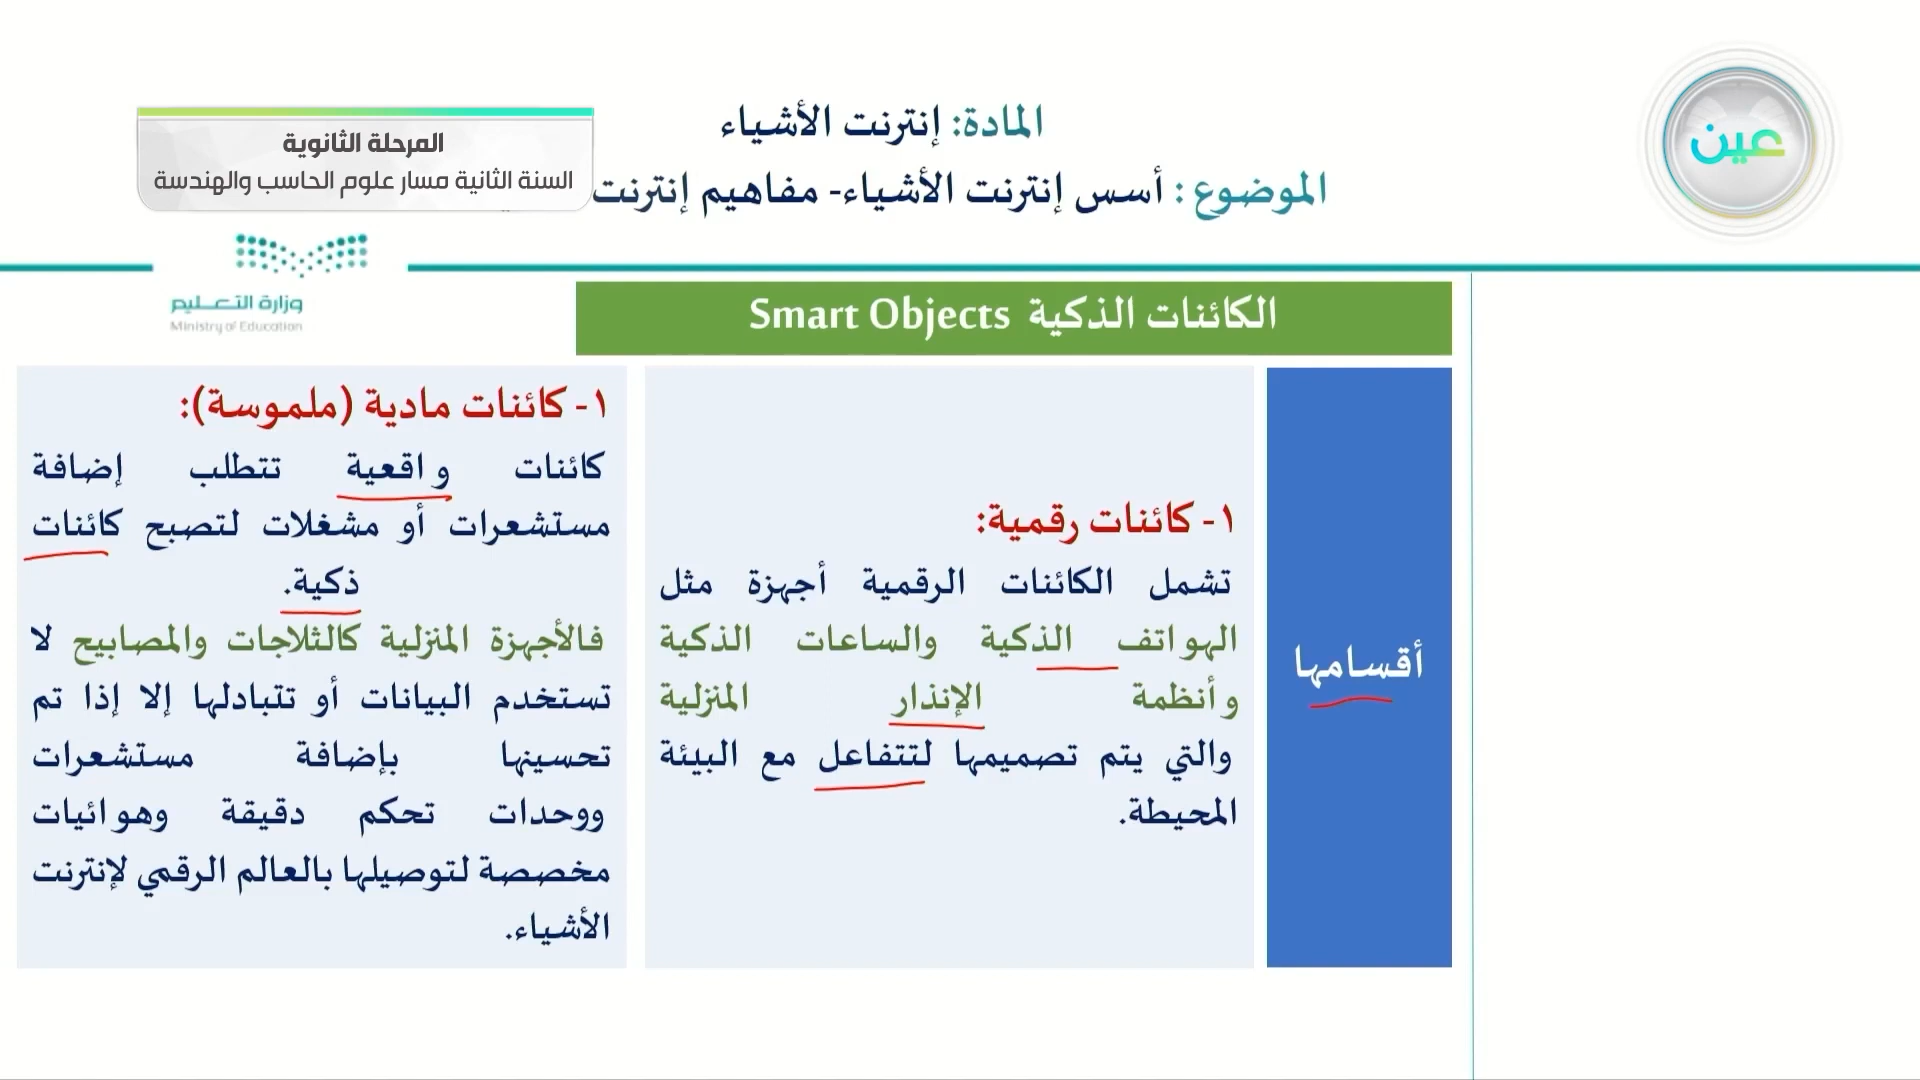 عين
المادة: إنترنت الأشياء
الموضوع : أسس إنترنت الأشياء- مفاهيم إنترنت
المرحلة الثانوية
السنة الثانية مسار علوم الحاسب والهندسة
وزارة التعليم
Ministry of Education
الكائنات الذكية Smart Objects
أقسامها
١- كائنات رقمية:
تشمل الكائنات الرقمية أجهزة مثل
الهواتف الذكية والساعات الذكية
وأنظمة الإنذار المنزلية
والتي يتم تصميمها لتتفاعل مع البيئة
المحيطة.
١- كائنات مادية (ملموسة):
كائنات واقعية تتطلب إضافة
مستشعرات أو مشغلات لتصبح كائنات
ذكية.
فالأجهزة المنزلية كالثلاجات والمصابيح لا
تستخدم البيانات أو تتبادلها إلا إذا تم
تحسينها بإضافة مستشعرات
ووحدات تحكم دقيقة وهوائيات
مخصصة لتوصيلها بالعالم الرقمي لإنترنت
الأشياء.